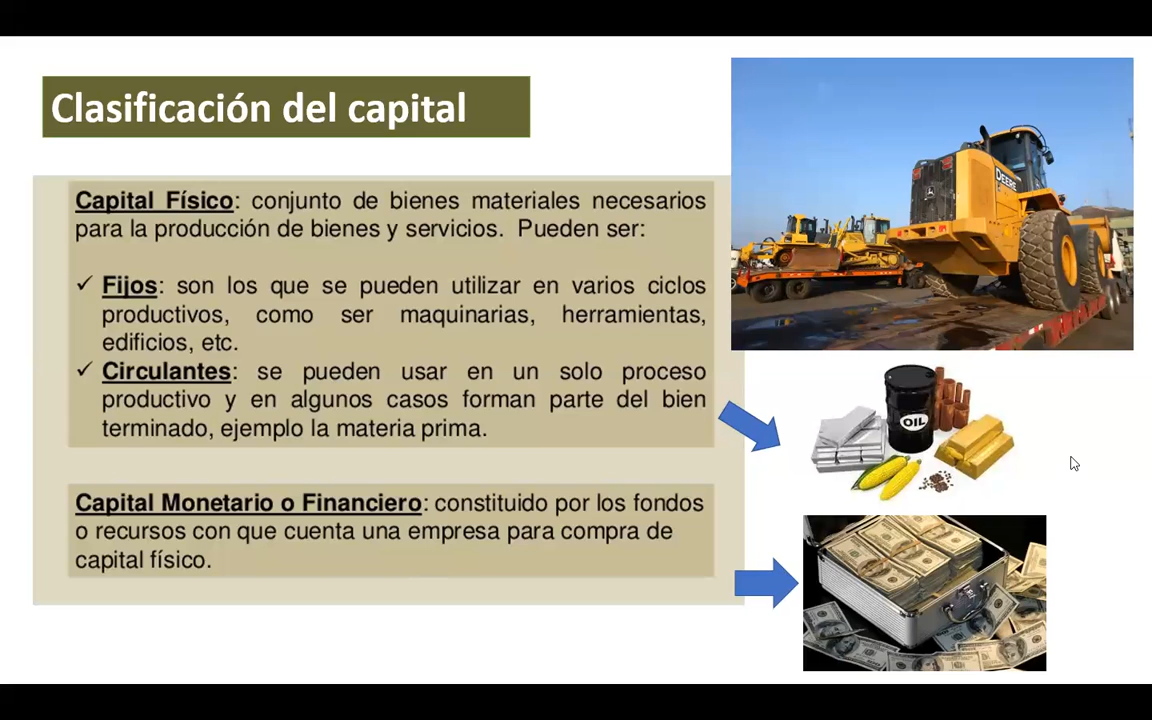 Clasificación del capital
Capital Físico: conjunto de bienes materiales necesarios
para la producción de bienes y servicios. Pueden ser:
✓ Fijos: son los que se pueden utilizar en varios ciclos
productivos, como ser maquinarias, herramientas,
edificios, etc.
✓ Circulantes: se pueden usar en un solo proceso
productivo y en algunos casos forman parte del bien
terminado, ejemplo la materia prima.
Capital Monetario o Financiero: constituido por los fondos
o recursos con que cuenta una empresa para compra de
capital físico.
DEERE
OIL